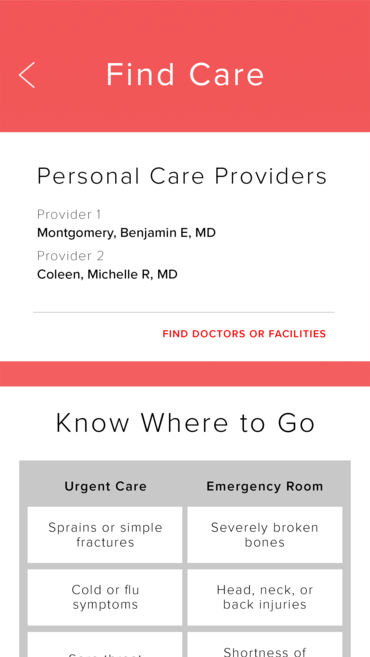 Find Care
Personal Care Providers
Provider 1
Montgomery, Benjamin E, MD
Provider 2
Coleen, Michelle R, MD
FIND DOCTORS OR FACILITIES
Know Where to Go
Urgent Care
Emergency Room
Sprains or simple
fractures
Severely broken
bones
Cold or flu
symptoms
Head, neck, or
back injuries
Sore throat
Shortness of